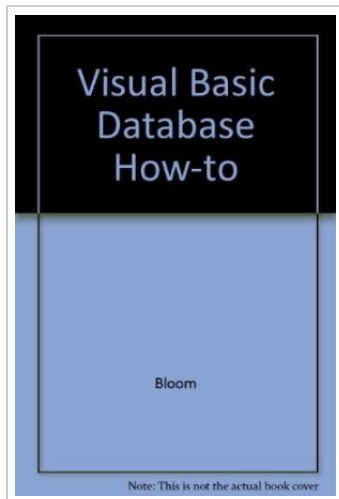 Visual Basic
Database
How-to
Bloom
Note: This is not the actual book cover